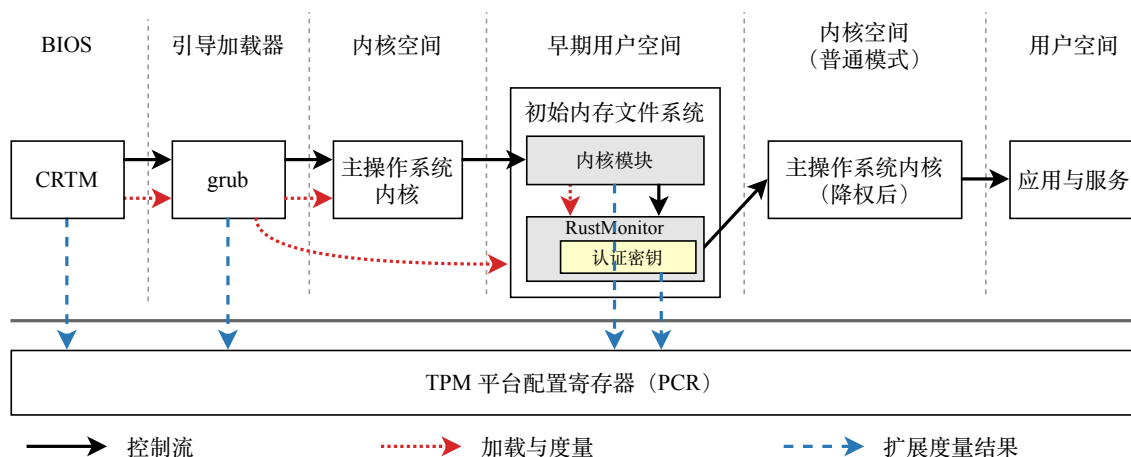 BIOS
引导加载器
内核空间
早期用户空间
内核空间
（普通模式）
用户空间
初始内存文件系统
CRTM
grub
主操作系统
内核
内核模块
RustMonitor
认证密钥
主操作系统内核
（降权后）
应用与服务
TPM 平台配置寄存器（PCR）
控制流
加载与度量
扩展度量结果